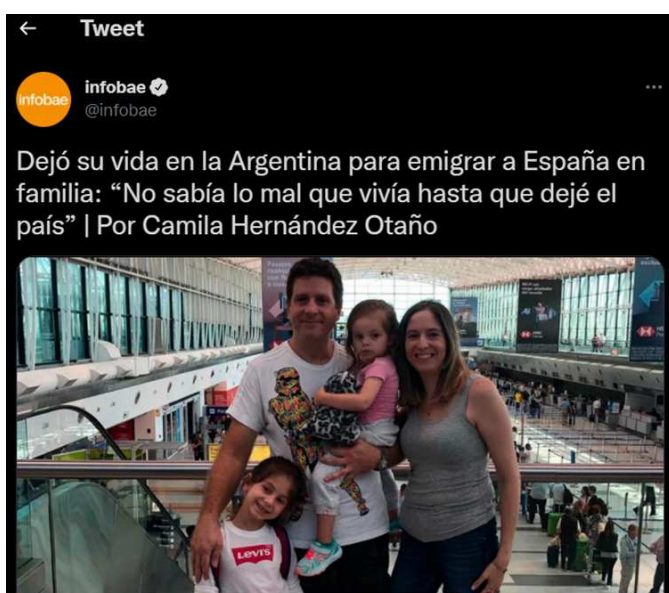 Tweet
infobae
infobae
@infobae
Dejó su vida en la Argentina para emigrar a España en
familia: “No sabía lo mal que vivía hasta que dejé el
país” | Por Camila Hernández Otaño
HSBC
LEVI'S